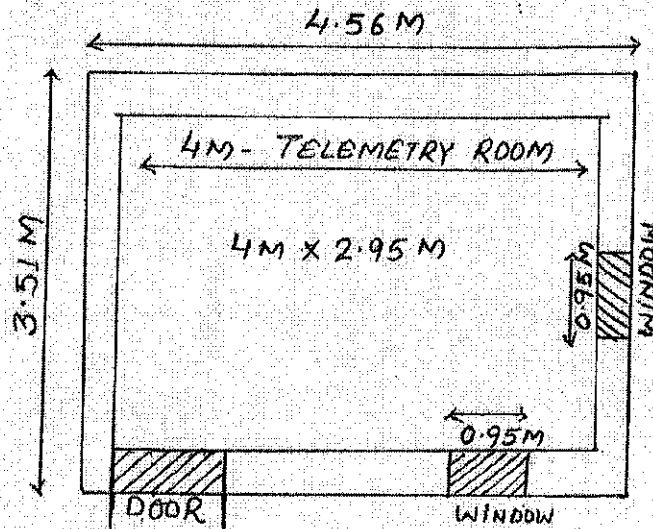 4.56 M
4M- TELEMETRY ROOM
3.51 M
4M X 2.95 M
0.95M
WINDOW
0.95M
DOOR
WINDOW